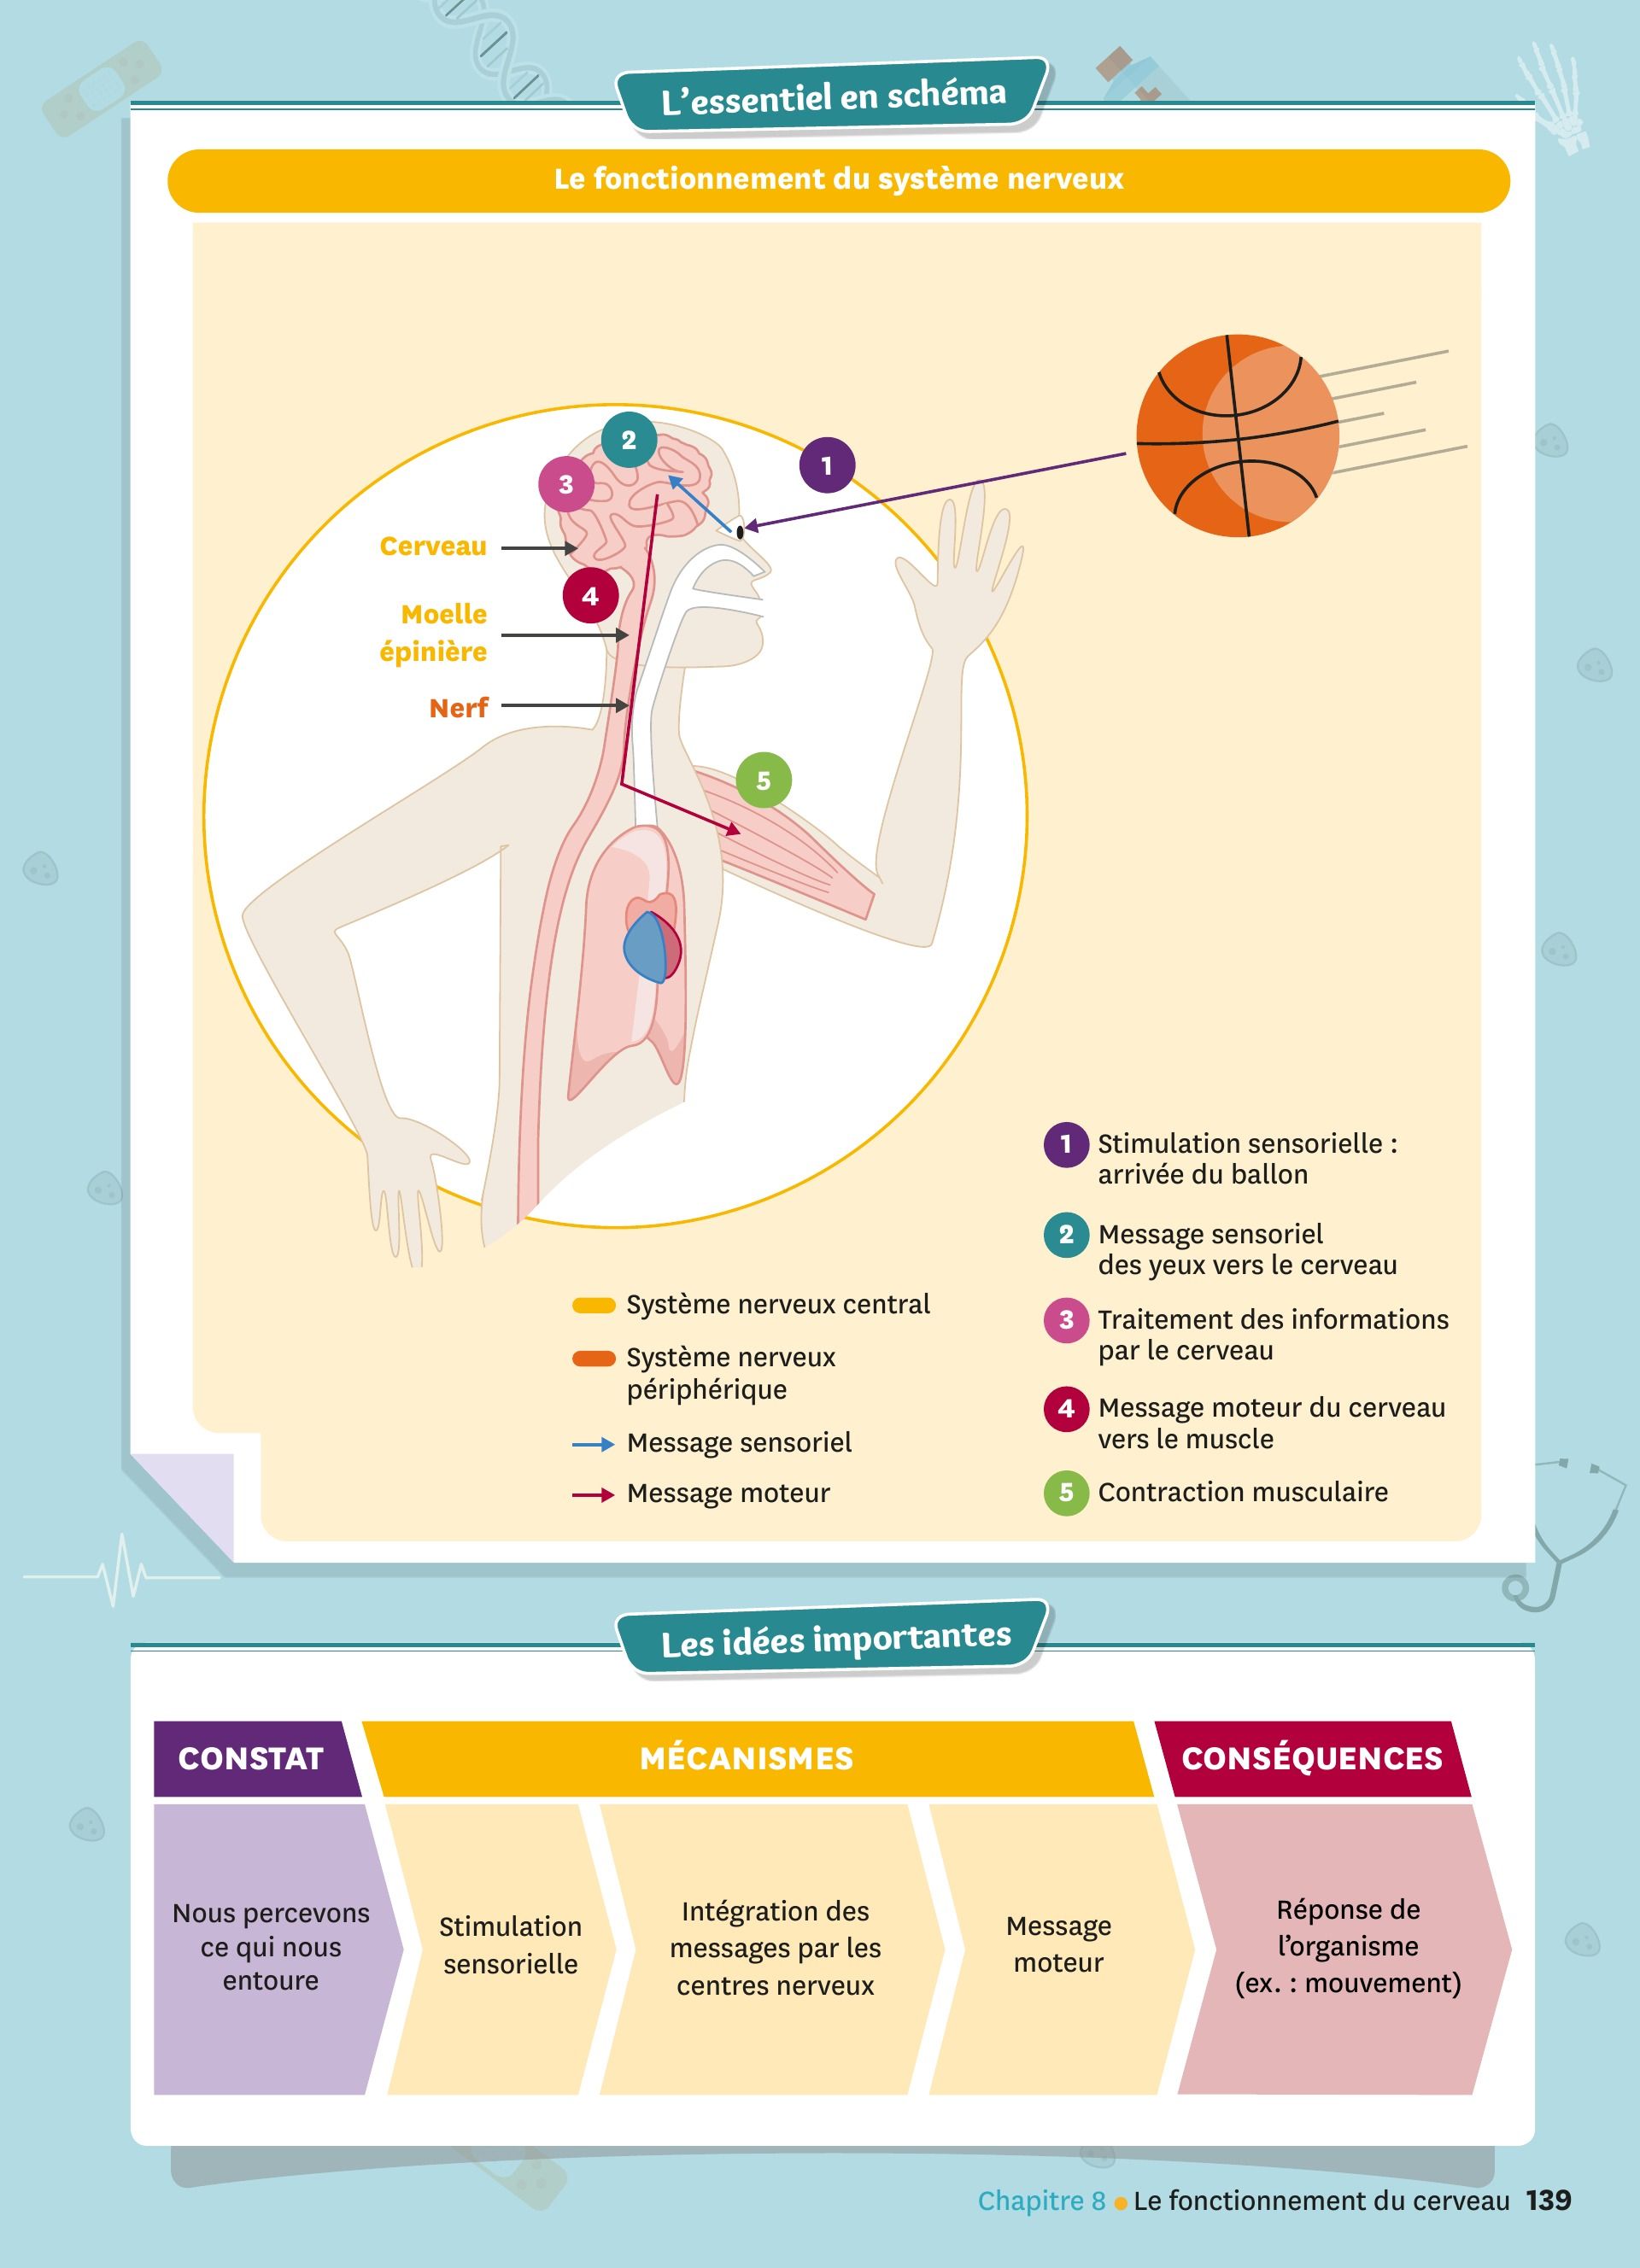 L'essentiel en schéma
Le fonctionnement du système nerveux
2
1
3
Cerveau
4
Moelle
épinière
Nerf
5
1 Stimulation sensorielle :
arrivée du ballon
2 Message sensoriel
des yeux vers le cerveau
3 Traitement des informations
par le cerveau
4 Message moteur du cerveau
vers le muscle
5 Contraction musculaire
Système nerveux central
Système nerveux
périphérique
Message sensoriel
Message moteur
Les idées importantes
CONSTAT
MÉCANISMES
CONSÉQUENCES
Nous percevons
ce qui nous
entoure
Stimulation
sensorielle
Intégration des
messages par les
centres nerveux
Message
moteur
Réponse de
l'organisme
(ex. : mouvement)
Chapitre 8 • Le fonctionnement du cerveau 139